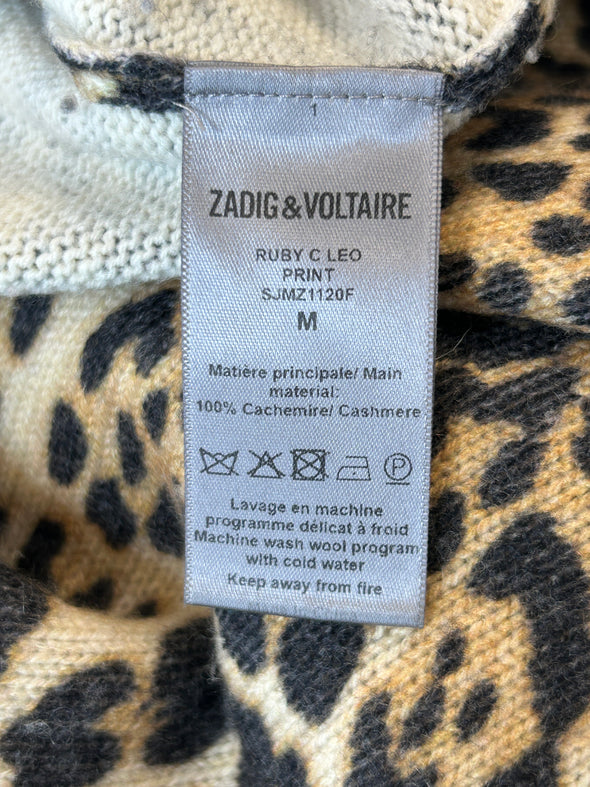 1
ZADIG&VOLTAIRE
RUBY C LEO
PRINT
SJMZ1120F
M
Matière principale/ Main
material:
100% Cachemire/ Cashmere
P
Lavage en machine
programme délicat à froid
Machine wash wool program
with cold water
Keep away from fire